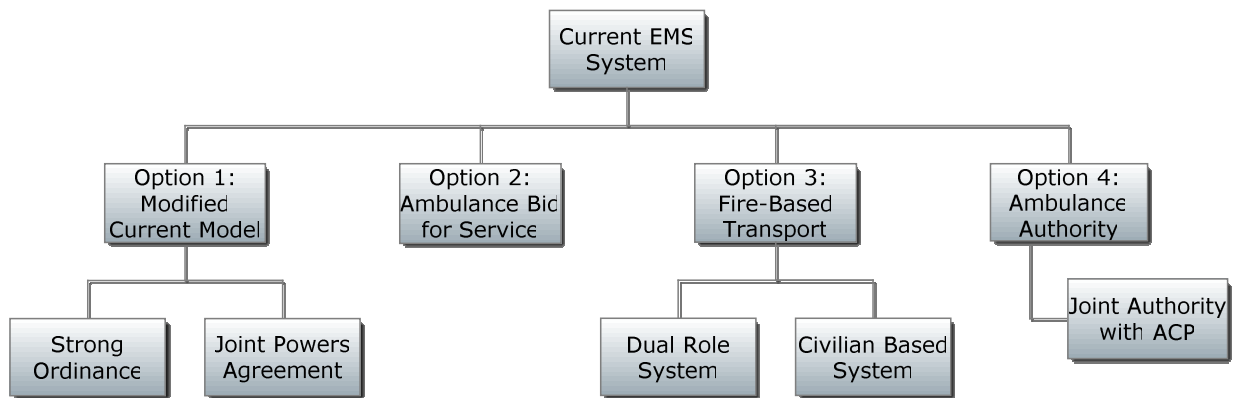 Current EMS
System
Option 1:
Modified
Current Model
Option 2:
Ambulance Bid
for Service
Option 3:
Fire-Based
Transport
Option 4:
Ambulance
Authority
Strong
Ordinance
Joint Powers
Agreement
Dual Role
System
Civilian Based
System
Joint Authority
with ACP